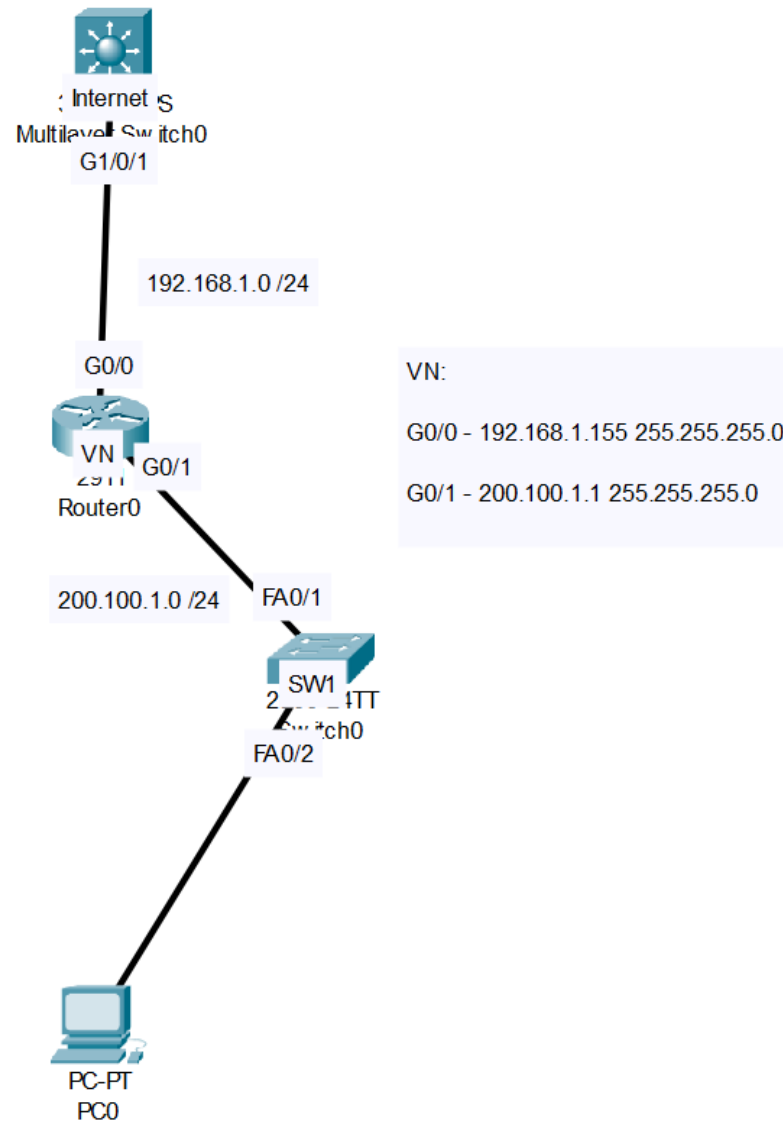 Internet
Multilayer Switch0
G1/0/1
192.168.1.0 /24
G0/0
VN:
G0/0 - 192.168.1.155 255.255.255.0
G0/1 - 200.100.1.1 255.255.255.0
VN
G0/1
Router0
200.100.1.0 /24
FA0/1
SW1
Switch0
FA0/2
PC-PT
PC0